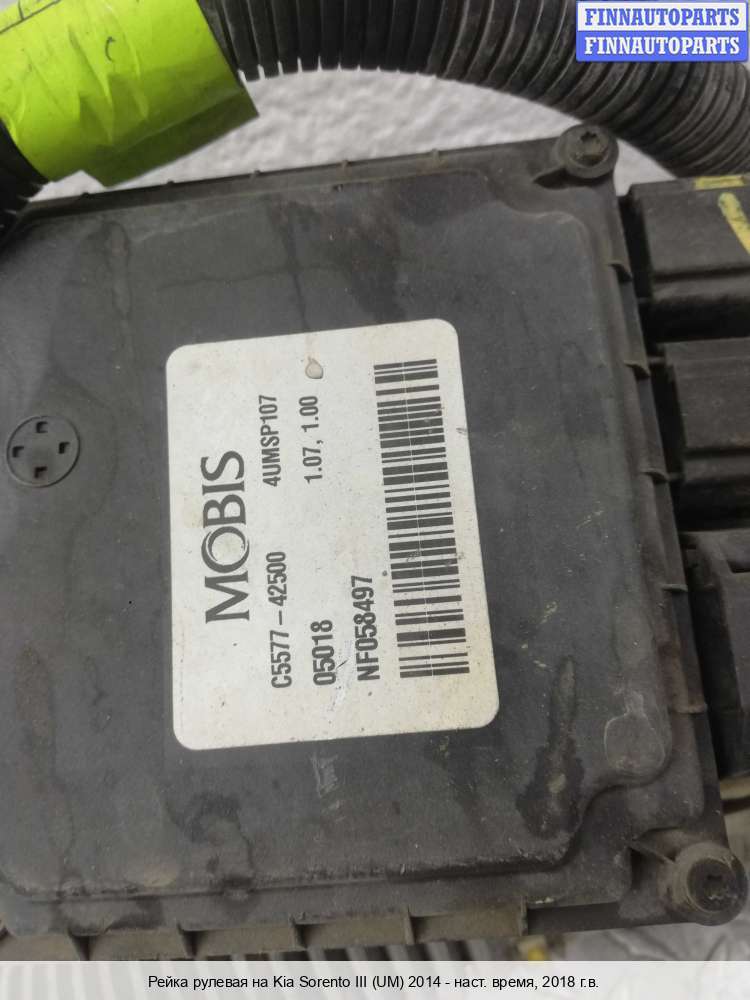 FINNAUTOPARTS
FINNAUTOPARTS
MOBIS
C5577-42500 4UMSP107
05018 1.07, 1.00
NF058497
Рейка рулевая на Kia Sorento III (UM) 2014 - наст. время, 2018 г.в.